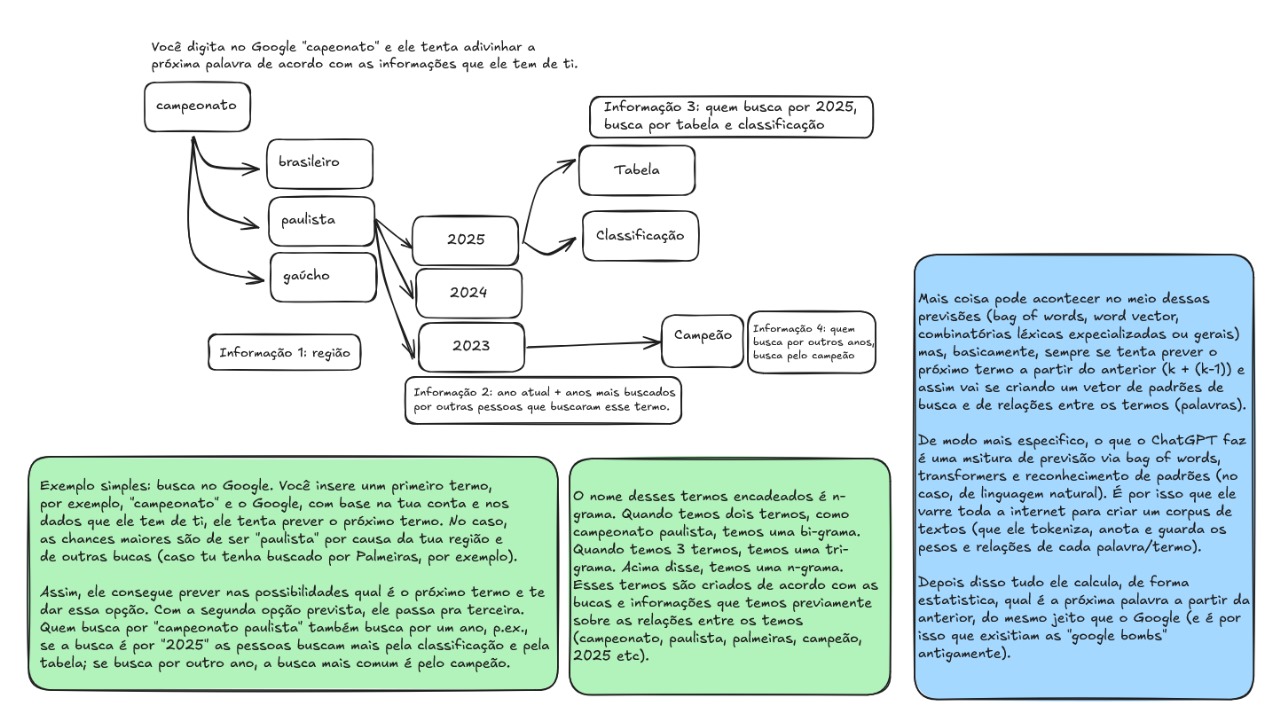 Você digita no Google "capeonato" e ele tenta adivinhar a
próxima palavra de acordo com as informações que ele tem de ti.
campeonato
brasileiro
paulista
gaúcho
Informação 1: região
2025
2024
2023
Informação 2: ano atual + anos mais buscados
por outras pessoas que buscaram esse termo.
Informação 3: quem busca por 2025,
busca por tabela e classificação
Tabela
Classificação
Campeão
Informação 4: quem
busca por outros anos,
busca pelo campeão
Exemplo simples: busca no Google. Você insere unm primeiro termo,
por exemplo, "campeonato" e o Google, com base na tua conta e nos
dados que ele tem de ti, ele tenta prever o próximo termo. No caso,
as chances maiores são de ser "paulista" por causa da tua região e
de outras bucas (caso tu tenha buscado por Palmeiras, por exemplo).
Assim, ele consegue prever nas possibilidades qual é o próximo termo e te
dar essa opção. Com a segunda opção prevista, ele passa pra terceira.
Quem busca por "campeonato paulista" também busca por um ano, p.ex.,
se a busca é por "2025" as pessoas buscam mais pela classificação e pela
tabela; se busca por outro ano, a busca mais comum é pelo campeão.
O nome desses termos encadeados é n-
grama. Quando temos dois termos, como
campeonato paulista, temos uma bi-grama.
Quando temos 3 termos, temos uma tri-
grama. Acima disse, temos uma n-grama.
Esses termos são criados de acordo com as
bucas e informações que temos previamente
sobre as relações entre os temos
(campeonato, paulista, palmeiras, campeão,
2025 etc).
Mais coisa pode acontecer no meio dessas
previsões (bag of words, word vector,
combinatórias léxicas expecializadas ou gerais)
mas, basicamente, sempre se tenta prever o
próximo termo a partir do anterior (k + (k-1)) e
assim vai se criando um vetor de padrões de
busca e de relações entre os termos (palavras).
De modo mais específico, o que o ChatGPT faz
é uma msitura de previsão via bag of words,
transformers e reconhecimento de padrões (no
caso, de linguagem natural). É por isso que ele
varre toda a internet para criar um corpus de
textos (que ele tokeniza, anota e guarda os
pesos e relações de cada palavra/termo).
Depois disso tudo ele calcula, de forma
estatística, qual é a próxima palavra a partir da
anterior, do mesmo jeito que o Google (e é por
isso que exisitiam as "google bombs"
antigamente).